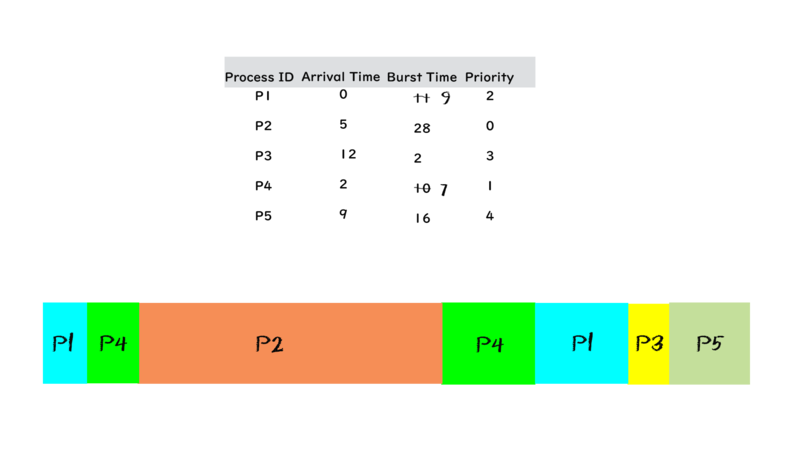 Process ID Arrival Time Burst Time Priority
P1 0 11 9 2
P2 5 28 0
P3 12 2 3
P4 2 10 7 1
P5 9 16 4
P1 P4 P2 P4 P1 P3 P5